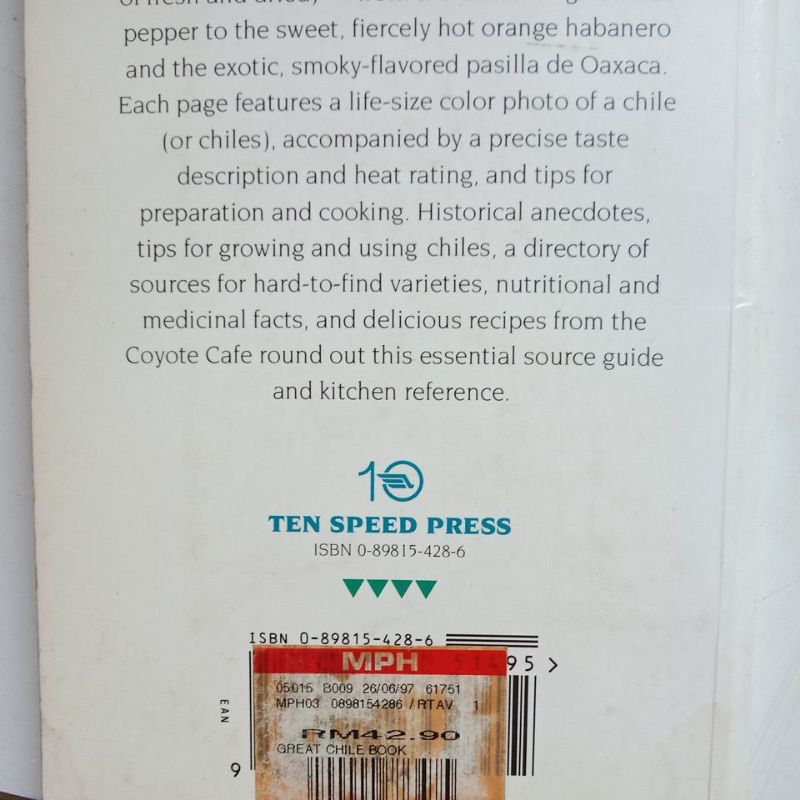 pepper to the sweet, fiercely hot orange habanero
and the exotic, smoky-flavored pasilla de Oaxaca.
Each page features a life-size color photo of a chile
(or chiles), accompanied by a precise taste
description and heat rating, and tips for
preparation and cooking. Historical anecdotes,
tips for growing and using chiles, a directory of
sources for hard-to-find varieties, nutritional and
medicinal facts, and delicious recipes from the
Coyote Cafe round out this essential source guide
and kitchen reference.
10
TEN SPEED PRESS
ISBN 0-89815-428-6
ISBN 0-89815-428-6
MPH 51495 >
05015 B009 26/06/97 61751
MPH03 0898154286 / RTAV 1
RM42.90
GREAT CHILE BOOK
EAN
9